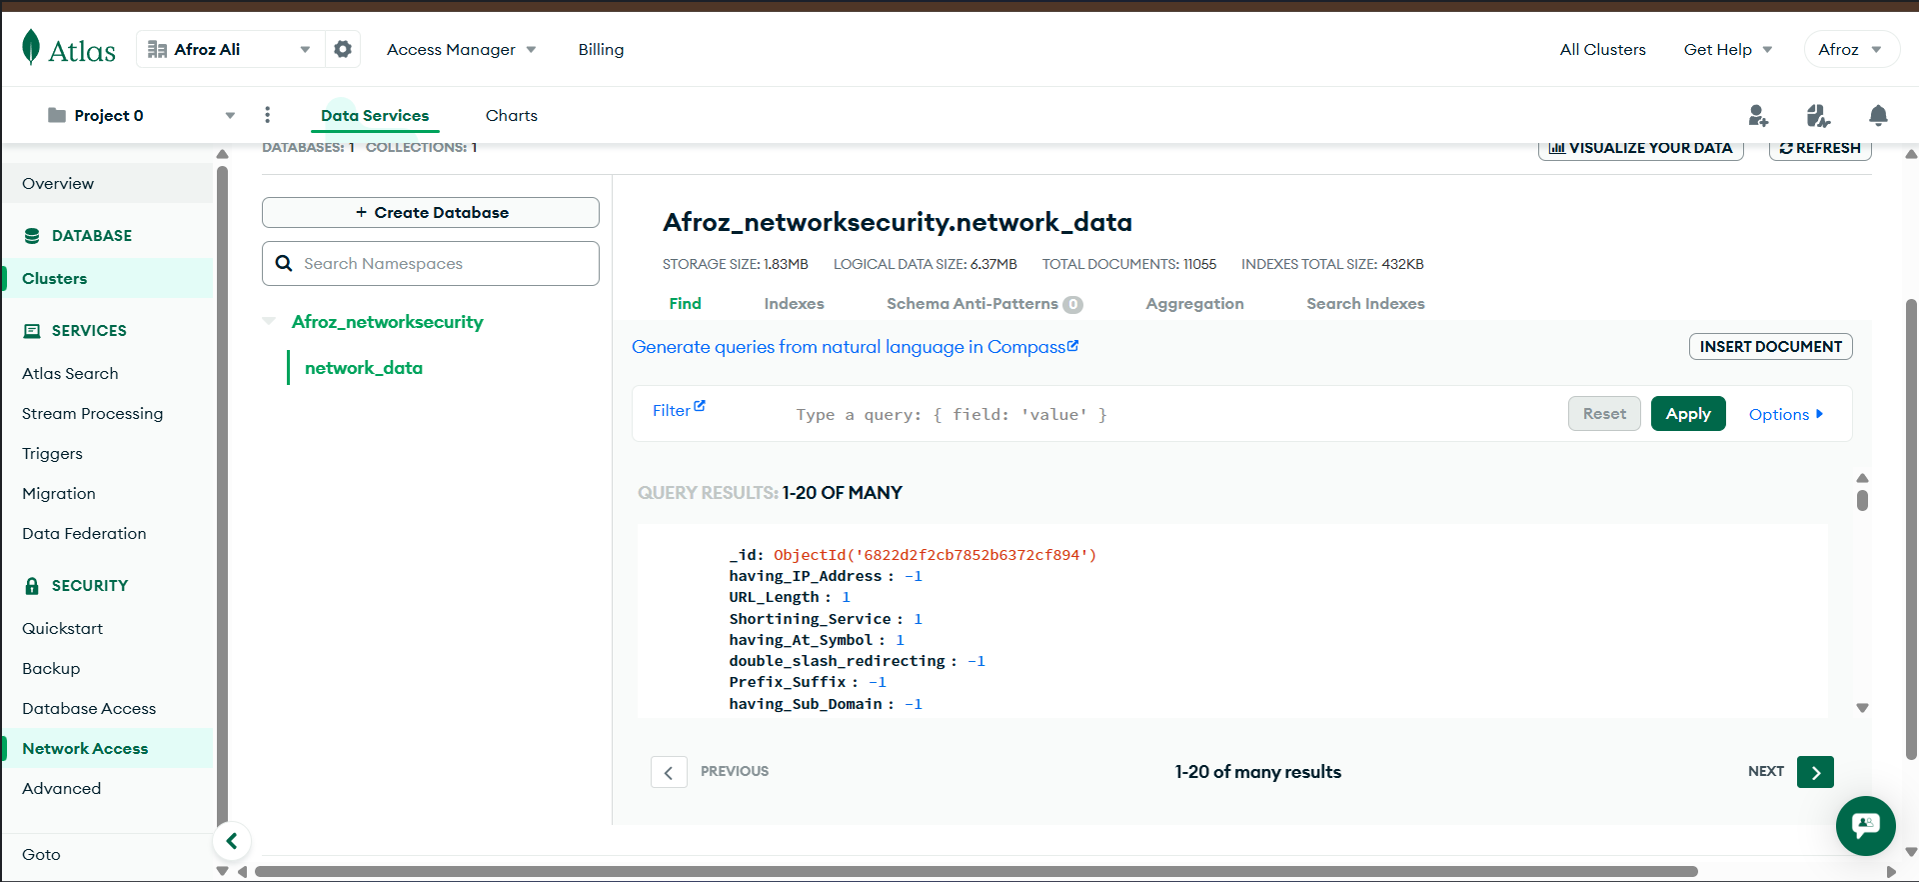 Atlas
Afroz Ali
Access Manager
Billing
All Clusters
Get Help
Afroz
Project 0
Data Services
Charts
DATABASES: 1 COLLECTIONS: 1
VISUALIZE YOUR DATA
REFRESH
Overview
DATABASE
Clusters
SERVICES
Atlas Search
Stream Processing
Triggers
Migration
Data Federation
SECURITY
Quickstart
Backup
Database Access
Network Access
Advanced
Goto
+ Create Database
Search Namespaces
Afroz_networksecurity
network_data
Afroz_networksecurity.network_data
STORAGE SIZE: 1.83MB LOGICAL DATA SIZE: 6.37MB TOTAL DOCUMENTS: 11055 INDEXES TOTAL SIZE: 432KB
Find Indexes Schema Anti-Patterns 0 Aggregation Search Indexes
Generate queries from natural language in Compass
INSERT DOCUMENT
Filter
Type a query: { field: 'value' }
Reset
Apply
Options
QUERY RESULTS: 1-20 OF MANY
_id: ObjectId('6822d2f2cb7852b6372cf894')
having_IP_Address : -1
URL_Length : 1
Shortining_Service : 1
having_At_Symbol : 1
double_slash_redirecting : -1
Prefix_Suffix : -1
having_Sub_Domain : -1
PREVIOUS
1-20 of many results
NEXT